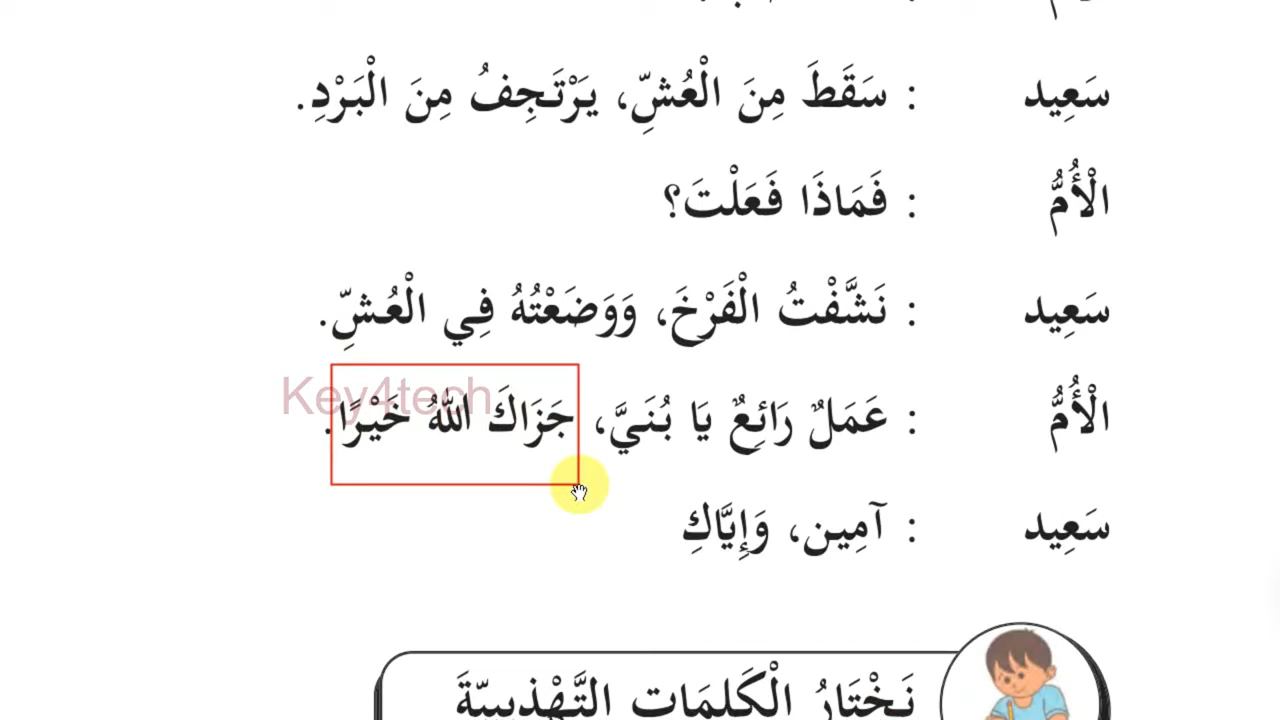 سَعِيد : سَقَطَ مِنَ الْعُشِّ، يَرْتَجِفُ مِنَ الْبَرْدِ.
الْأُمُّ : فَمَاذَا فَعَلْتَ؟
سَعِيد : نَشَّفْتُ الْفَرْخَ، وَوَضَعْتُهُ فِي الْعُشِّ.
الْأُمُّ : عَمَلٌ رَائِعٌ يَا بُنَيَّ، جَزَاكَ اللّٰهُ خَيْرًا.
Key4tech
سَعِيد : آمِين، وَإِيَّاكِ
نَخْتَارُ الْكَلِمَاتِ التَّهْذِيبِيَّةَ